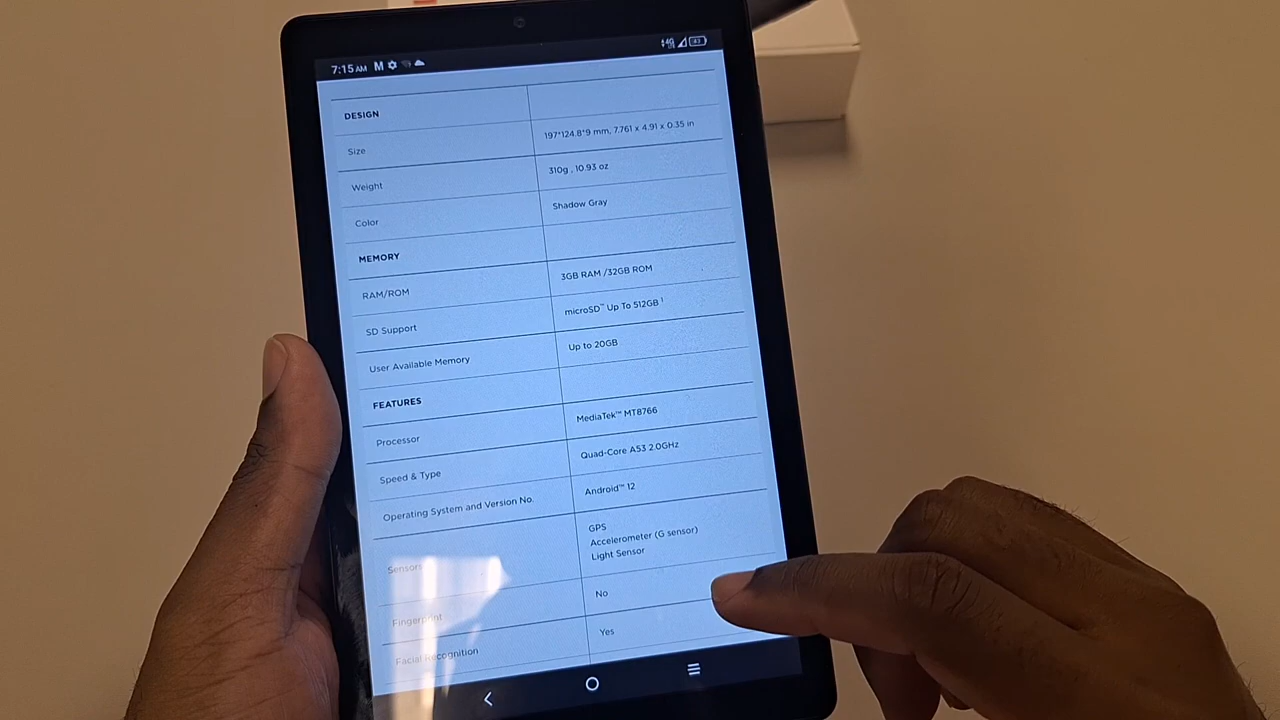 7:15 AM M 4G 43
DESIGN
Size 197*124.8*9 mm, 7.761 x 4.91 x 0.35 in
Weight 310g , 10.93 oz
Color Shadow Gray
MEMORY
RAM/ROM 3GB RAM /32GB ROM
SD Support microSD™ Up To 512GB ¹
User Available Memory Up to 20GB
FEATURES
Processor MediaTek™ MT8766
Speed & Type Quad-Core A53 2.0GHz
Operating System and Version No. Android™ 12
Sensors GPS
Accelerometer (G sensor)
Light Sensor
Fingerprint No
Facial Recognition Yes